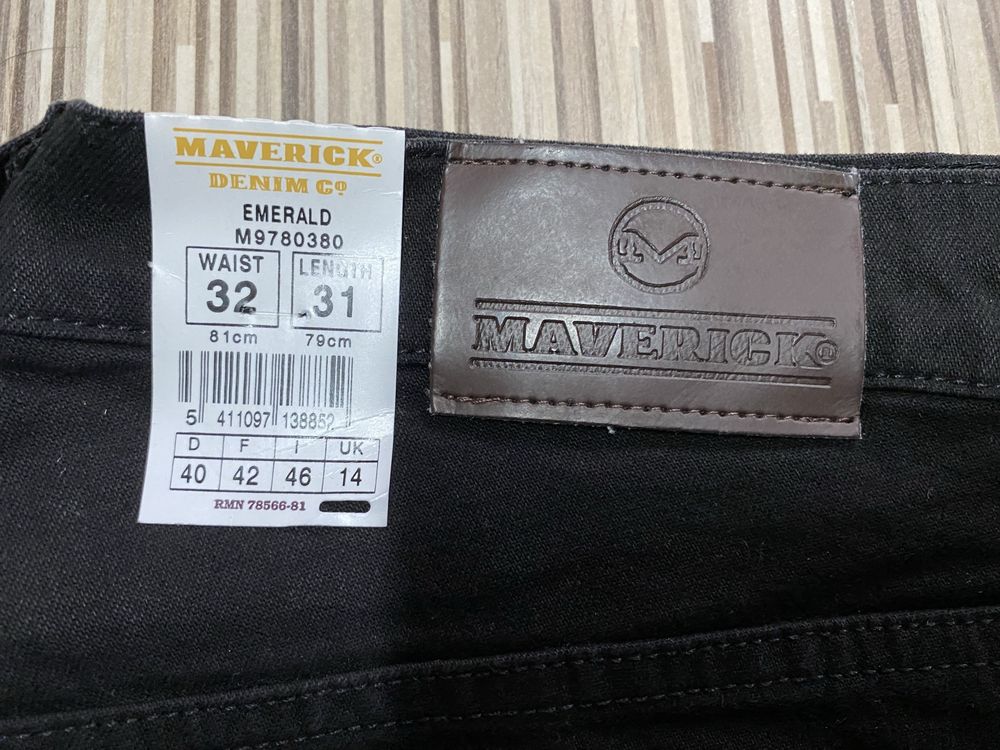 MAVERICK®
DENIM Cº
EMERALD
M9780380
WAIST LENGTH
32 31
81cm 79cm
5 411097 138852
D F I UK
40 42 46 14
RMN 78566-81
MAVERICK®